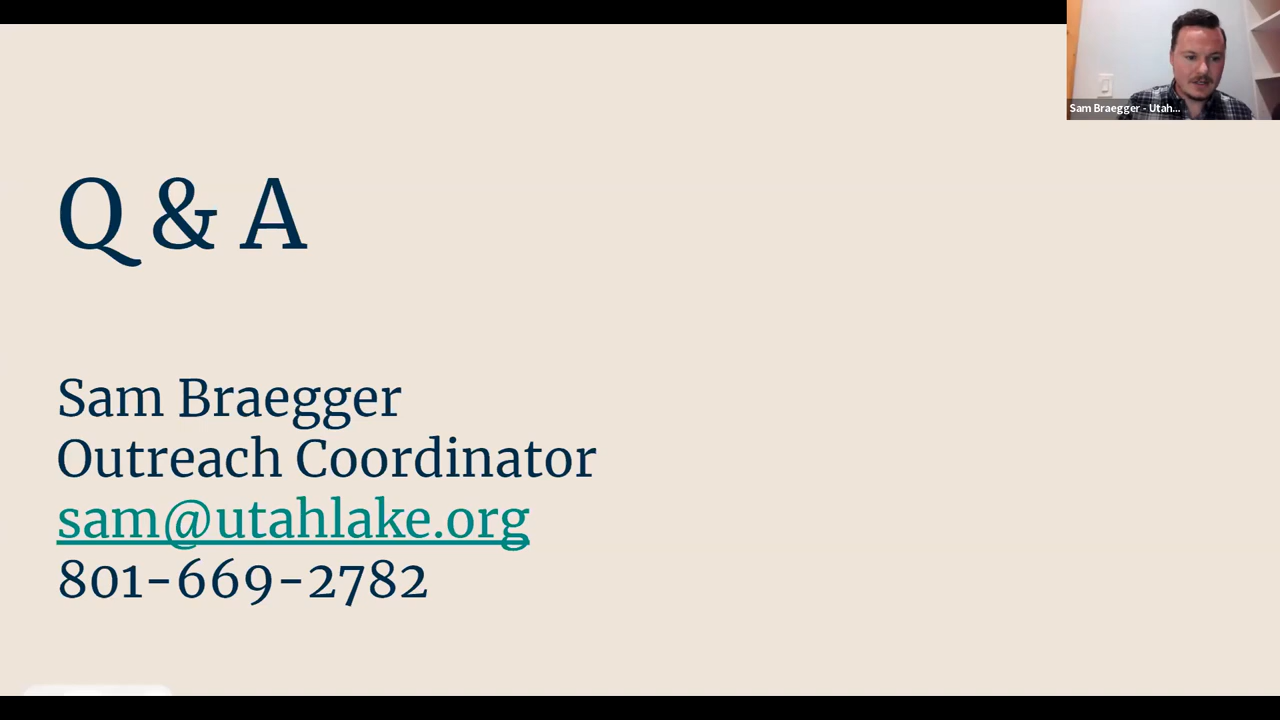 Sam Braegger - Utah...
Q & A
Sam Braegger
Outreach Coordinator
sam@utahlake.org
801-669-2782